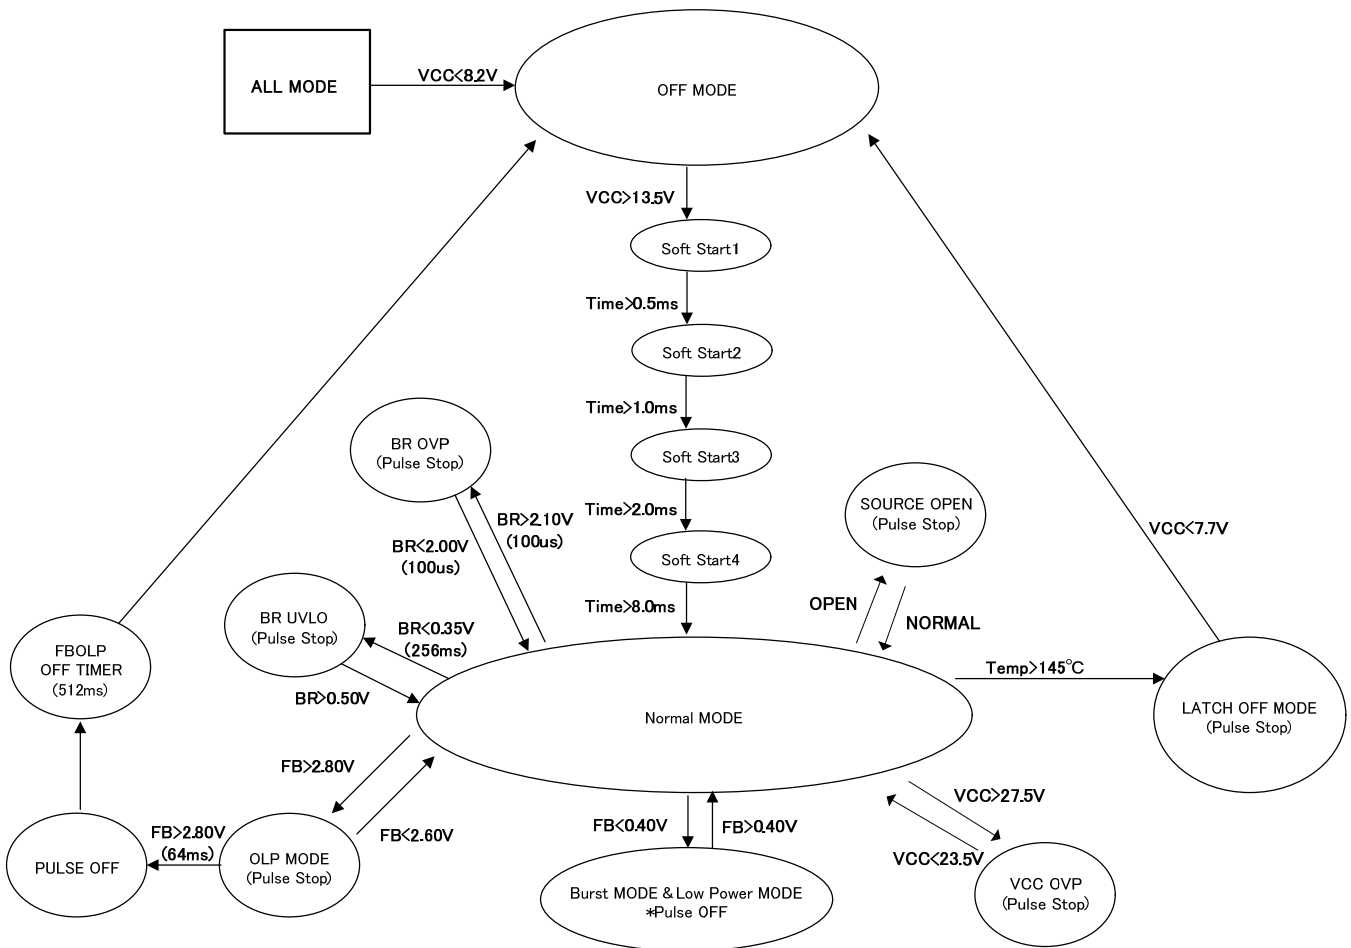 ALL MODE
VCC<8.2V
OFF MODE
VCC>13.5V
Soft Start1
Time>0.5ms
Soft Start2
Time>1.0ms
Soft Start3
Time>2.0ms
Soft Start4
Time>8.0ms
BR OVP
(Pulse Stop)
BR>2.10V
(100us)
BR<2.00V
(100us)
SOURCE OPEN
(Pulse Stop)
OPEN
NORMAL
VCC<7.7V
BR UVLO
(Pulse Stop)
BR<0.35V
(256ms)
BR>0.50V
FBOLP
OFF TIMER
(512ms)
Normal MODE
Temp>145℃
LATCH OFF MODE
(Pulse Stop)
FB>2.80V
FB<2.60V
FB>2.80V
(64ms)
PULSE OFF
OLP MODE
(Pulse Stop)
FB<0.40V
FB>0.40V
Burst MODE &Low Power MODE
*Pulse OFF
VCC>27.5V
VCC<23.5V
VCC OVP
(Pulse Stop)